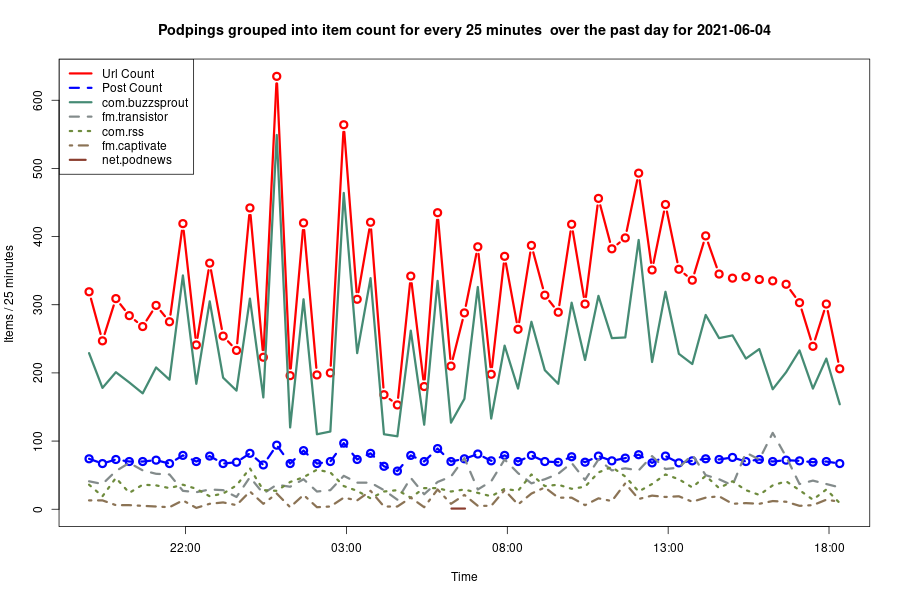 Podpings grouped into item count for every 25 minutes  over the past day for 2021-06-04
Url Count
Post Count
com.buzzsprout
fm.transistor
com.rss
fm.captivate
net.podnews
600
500
400
300
200
100
0
Items / 25 minutes
22:00 03:00 08:00 13:00 18:00
Time